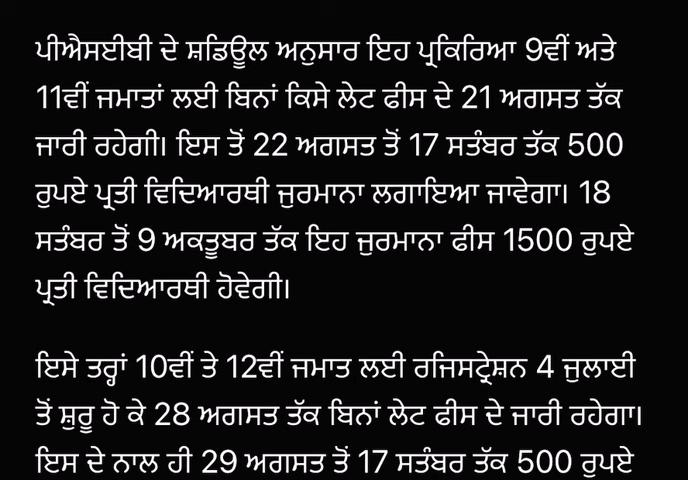 ਪੀਐਸਈਬੀ ਦੇ ਸ਼ਡਿਊਲ ਅਨੁਸਾਰ ਇਹ ਪ੍ਰਕਿਰਿਆ 9ਵੀਂ ਅਤੇ
11ਵੀਂ ਜਮਾਤਾਂ ਲਈ ਬਿਨਾਂ ਕਿਸੇ ਲੇਟ ਫੀਸ ਦੇ 21 ਅਗਸਤ ਤੱਕ
ਜਾਰੀ ਰਹੇਗੀ। ਇਸ ਤੋਂ 22 ਅਗਸਤ ਤੋਂ 17 ਸਤੰਬਰ ਤੱਕ 500
ਰੁਪਏ ਪ੍ਰਤੀ ਵਿਦਿਆਰਥੀ ਜੁਰਮਾਨਾ ਲਗਾਇਆ ਜਾਵੇਗਾ। 18
ਸਤੰਬਰ ਤੋਂ 9 ਅਕਤੂਬਰ ਤੱਕ ਇਹ ਜੁਰਮਾਨਾ ਫੀਸ 1500 ਰੁਪਏ
ਪ੍ਰਤੀ ਵਿਦਿਆਰਥੀ ਹੋਵੇਗੀ।
ਇਸੇ ਤਰ੍ਹਾਂ 10ਵੀਂ ਤੇ 12ਵੀਂ ਜਮਾਤ ਲਈ ਰਜਿਸਟ੍ਰੇਸ਼ਨ 4 ਜੁਲਾਈ
ਤੋਂ ਸ਼ੁਰੂ ਹੋ ਕੇ 28 ਅਗਸਤ ਤੱਕ ਬਿਨਾਂ ਲੇਟ ਫੀਸ ਦੇ ਜਾਰੀ ਰਹੇਗਾ।
ਇਸ ਦੇ ਨਾਲ ਹੀ 29 ਅਗਸਤ ਤੋਂ 17 ਸਤੰਬਰ ਤੱਕ 500 ਰੁਪਏ